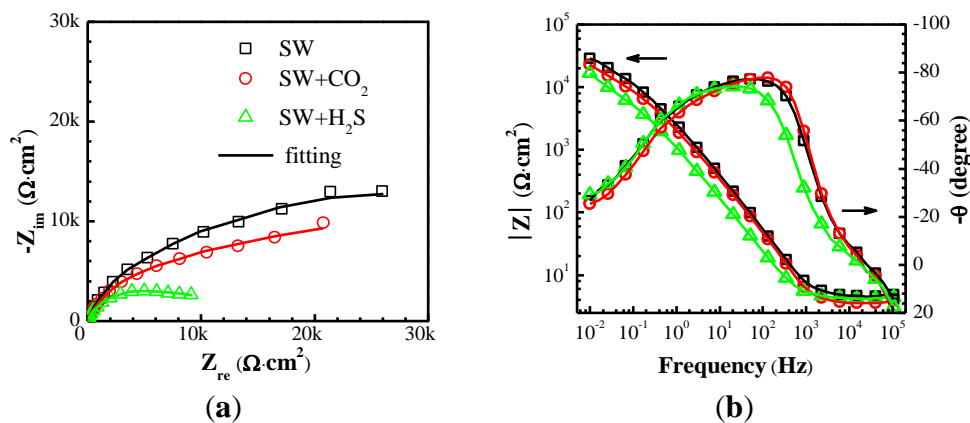 30k
20k
10k
0
0
10k
20k
30k
-Z_im (Ω·cm²)
Z_re (Ω·cm²)
SW
SW+CO₂
SW+H₂S
fitting
(a)
10⁵
10⁴
10³
10²
10¹
|Z| (Ω·cm²)
10⁻²
10⁻¹
10⁰
10¹
10²
10³
10⁴
10⁵
Frequency (Hz)
-100
-80
-60
-40
-20
0
20
-θ (degree)
(b)